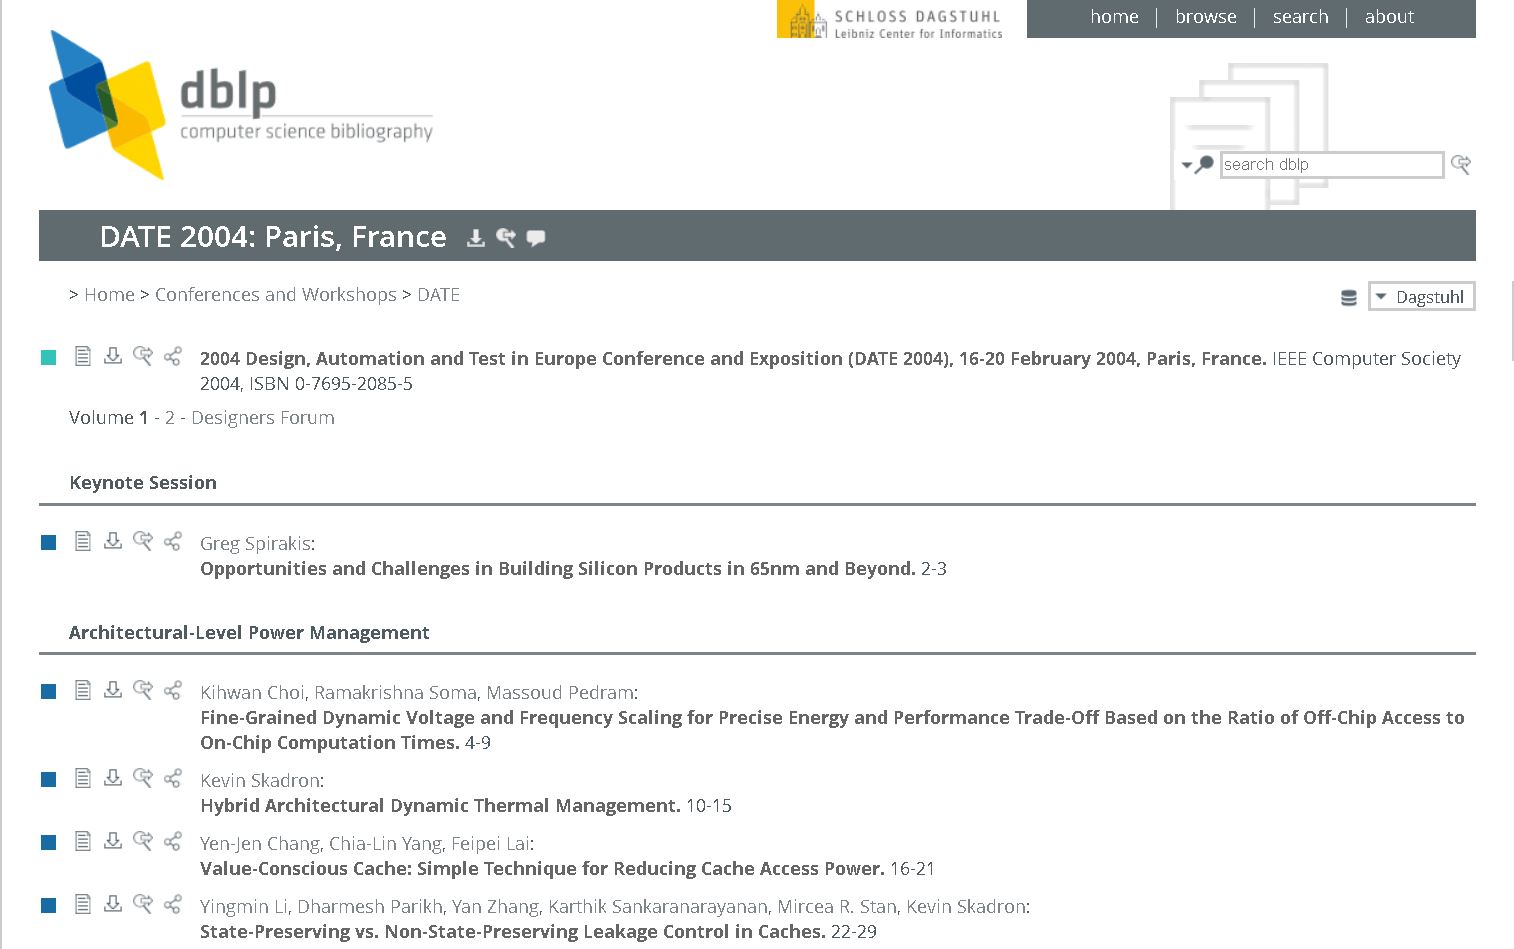 SCHLOSS DAGSTUHL
Leibniz Center for Informatics
home | browse | search | about
dblp
computer science bibliography
search dblp
DATE 2004: Paris, France
> Home > Conferences and Workshops > DATE
Dagstuhl
2004 Design, Automation and Test in Europe Conference and Exposition (DATE 2004), 16-20 February 2004, Paris, France. IEEE Computer Society
2004, ISBN 0-7695-2085-5
Volume 1 - 2 - Designers Forum
Keynote Session
Greg Spirakis:
Opportunities and Challenges in Building Silicon Products in 65nm and Beyond. 2-3
Architectural-Level Power Management
Kihwan Choi, Ramakrishna Soma, Massoud Pedram:
Fine-Grained Dynamic Voltage and Frequency Scaling for Precise Energy and Performance Trade-Off Based on the Ratio of Off-Chip Access to
On-Chip Computation Times. 4-9
Kevin Skadron:
Hybrid Architectural Dynamic Thermal Management. 10-15
Yen-Jen Chang, Chia-Lin Yang, Feipei Lai:
Value-Conscious Cache: Simple Technique for Reducing Cache Access Power. 16-21
Yingmin Li, Dharmesh Parikh, Yan Zhang, Karthik Sankaranarayanan, Mircea R. Stan, Kevin Skadron:
State-Preserving vs. Non-State-Preserving Leakage Control in Caches. 22-29